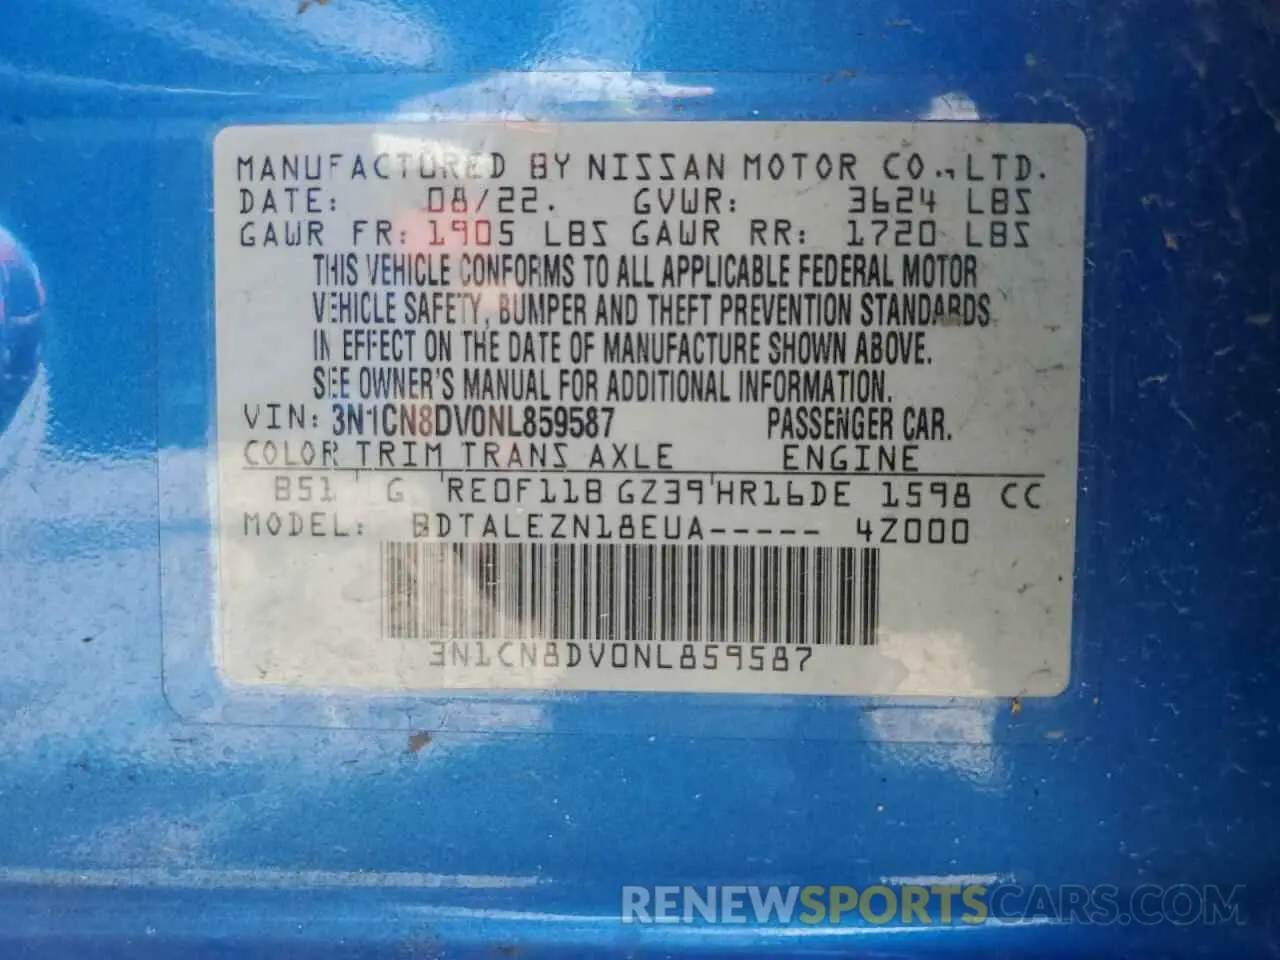 MANUFACTURED BY NISSAN MOTOR CO., LTD.
DATE: 08/22. GVWR: 3624 LBS
GAWR FR: 1905 LBS GAWR RR: 1720 LBS
THIS VEHICLE CONFORMS TO ALL APPLICABLE FEDERAL MOTOR
VEHICLE SAFETY, BUMPER AND THEFT PREVENTION STANDARDS
IN EFFECT ON THE DATE OF MANUFACTURE SHOWN ABOVE.
SEE OWNER'S MANUAL FOR ADDITIONAL INFORMATION.
VIN: 3N1CN8DV0NL859587 PASSENGER CAR.
COLOR TRIM TRANS AXLE ENGINE
B51 G RE0F11B GZ39 HR16DE 1598 CC
MODEL: BDTALEZN18EUA----- 4Z000
3N1CN8DV0NL859587
RENEWSPORTSCARS.COM